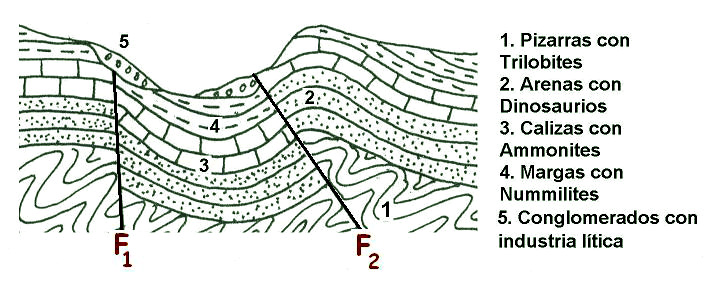 5
2
4
3
1
F1
F2
1. Pizarras con
Trilobites
2. Arenas con
Dinosaurios
3. Calizas con
Ammonites
4. Margas con
Nummilites
5. Conglomerados con
industria lítica